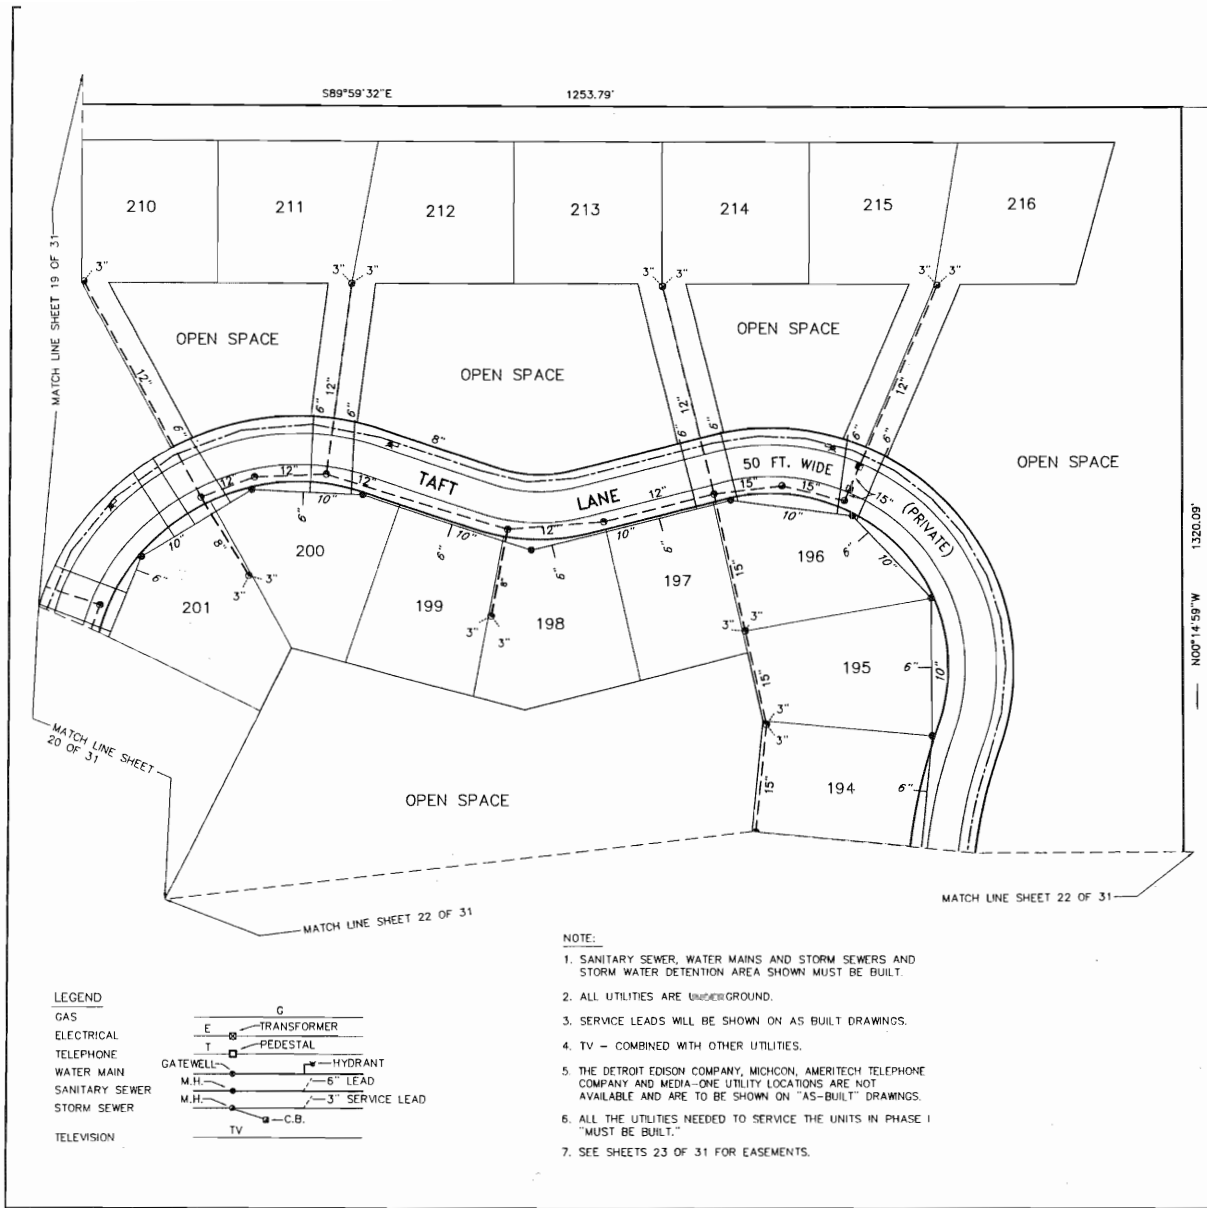 S89°59'32"E 1253.79'
210 211 212 213 214 215 216
MATCH LINE SHEET 19 OF 31
3" 3" 3" 3" 3" 3" 3"
OPEN SPACE
OPEN SPACE
OPEN SPACE
OPEN SPACE
12" 12" 12" 12"
6" 6" 6" 6" 6" 6" 6"
8"
TAFT
LANE
50 FT. WIDE
(PRIVATE)
12" 12" 12" 12" 12" 15" 15" 15"
10" 10" 10" 10" 10" 10" 10"
6" 6" 6" 6" 6" 6" 6" 6"
8" 8"
15" 15" 15"
3" 3" 3" 3" 3" 3" 3" 3"
201
200
199
198
197
196
195
194
1320.09'
N00°14'59"W
MATCH LINE SHEET
20 OF 31
OPEN SPACE
MATCH LINE SHEET 22 OF 31
MATCH LINE SHEET 22 OF 31
LEGEND
GAS G
ELECTRICAL E TRANSFORMER
TELEPHONE T PEDESTAL
WATER MAIN GATEWELL HYDRANT
SANITARY SEWER M.H. 6" LEAD
STORM SEWER M.H. 3" SERVICE LEAD
C.B.
TELEVISION TV
NOTE:
1. SANITARY SEWER, WATER MAINS AND STORM SEWERS AND
STORM WATER DETENTION AREA SHOWN MUST BE BUILT.
2. ALL UTILITIES ARE UNDERGROUND.
3. SERVICE LEADS WILL BE SHOWN ON AS BUILT DRAWINGS.
4. TV – COMBINED WITH OTHER UTILITIES.
5. THE DETROIT EDISON COMPANY, MICHCON, AMERITECH TELEPHONE
COMPANY AND MEDIA-ONE UTILITY LOCATIONS ARE NOT
AVAILABLE AND ARE TO BE SHOWN ON "AS-BUILT" DRAWINGS.
6. ALL THE UTILITIES NEEDED TO SERVICE THE UNITS IN PHASE I
"MUST BE BUILT."
7. SEE SHEETS 23 OF 31 FOR EASEMENTS.